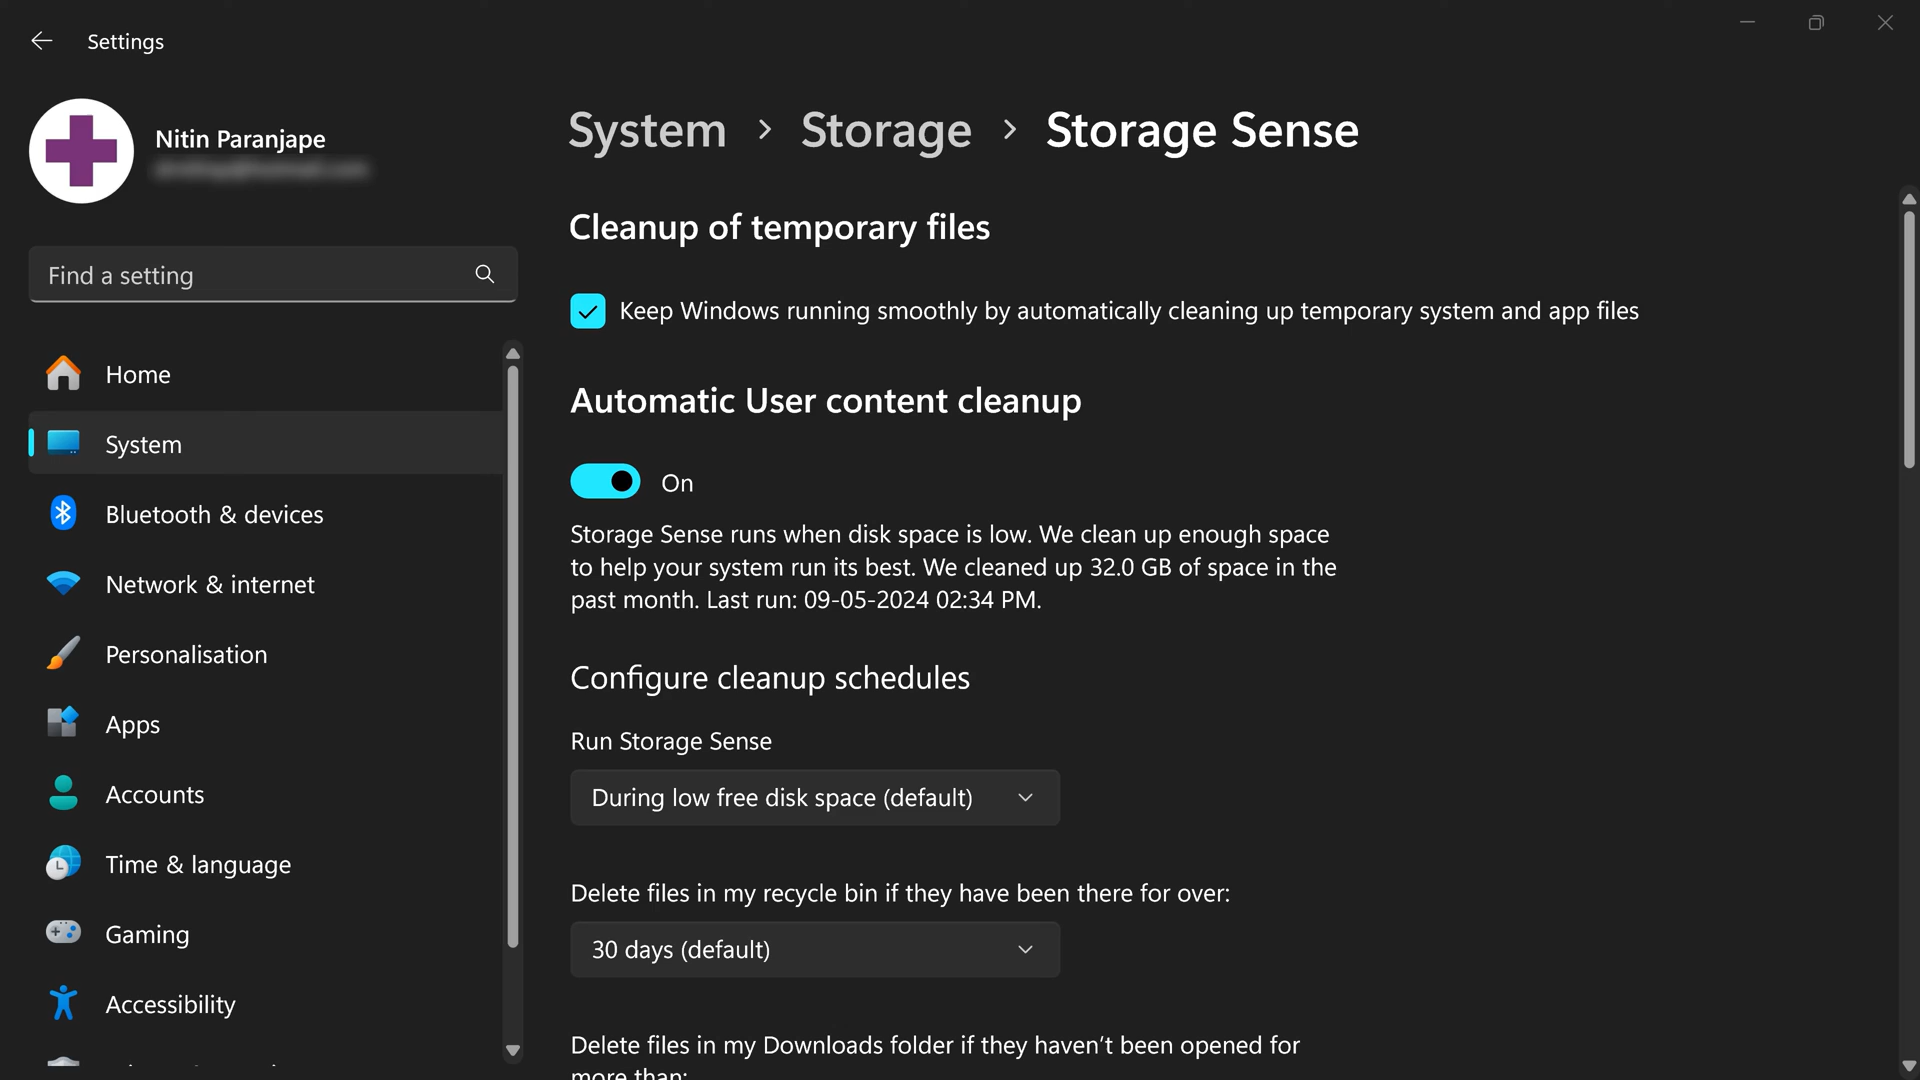 Settings
Nitin Paranjape
Find a setting
Home
System
Bluetooth & devices
Network & internet
Personalisation
Apps
Accounts
Time & language
Gaming
Accessibility
System > Storage > Storage Sense
Cleanup of temporary files
Keep Windows running smoothly by automatically cleaning up temporary system and app files
Automatic User content cleanup
On
Storage Sense runs when disk space is low. We clean up enough space
to help your system run its best. We cleaned up 32.0 GB of space in the
past month. Last run: 09-05-2024 02:34 PM.
Configure cleanup schedules
Run Storage Sense
During low free disk space (default)
Delete files in my recycle bin if they have been there for over:
30 days (default)
Delete files in my Downloads folder if they haven't been opened for
more than: